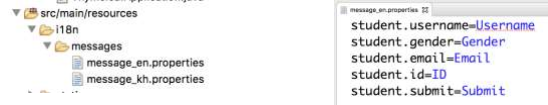 src/main/resources
i18n
messages
message_en.properties
message_kh.properties
message_en.properties
student.username=Username
student.gender=Gender
student.email=Email
student.id=ID
student.submit=Submit